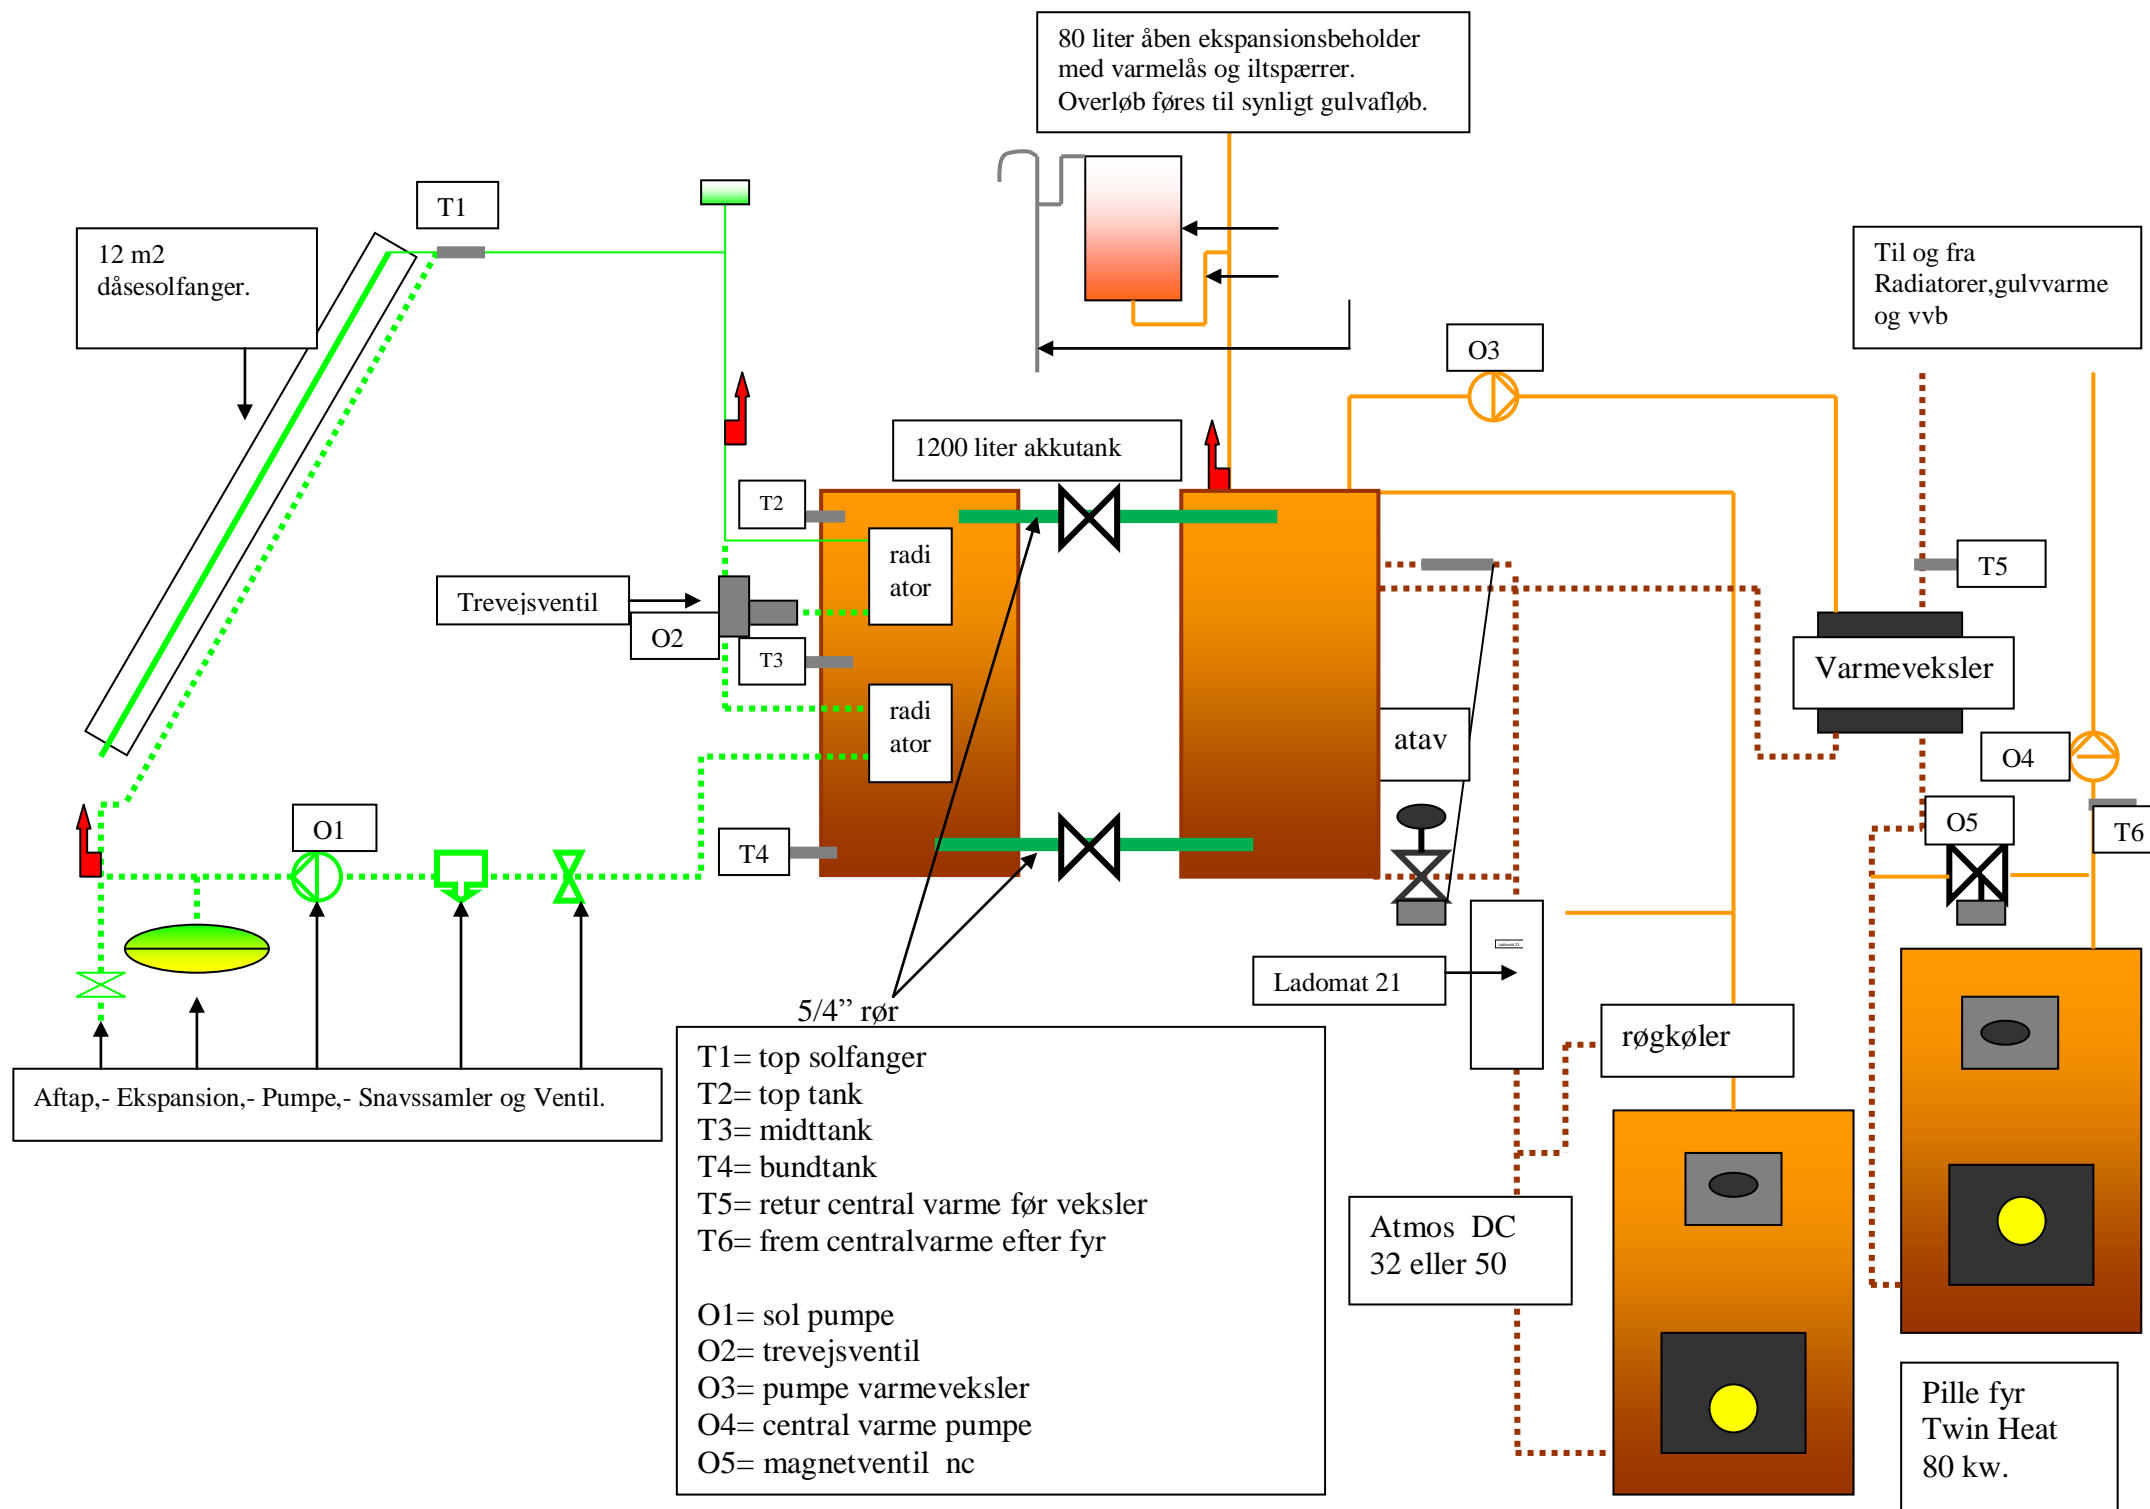 80 liter åben ekspansionsbeholder
med varmelås og iltspærrer.
Overløb føres til synligt gulvafløb.
T1
12 m2
dåsesolfanger.
Til og fra
Radiatorer,gulvvarme
og vvb
O3
1200 liter akkutank
T2
radi
ator
T5
Trevejsventil
O2
T3
Varmeveksler
radi
ator
atav
O4
O1
T4
O5
T6
Ladomat 21
Ladomat 21
5/4” rør
røgkøler
Aftap,- Ekspansion,- Pumpe,- Snavssamler og Ventil.
T1= top solfanger
T2= top tank
T3= midttank
T4= bundtank
T5= retur central varme før veksler
T6= frem centralvarme efter fyr
O1= sol pumpe
O2= trevejsventil
O3= pumpe varmeveksler
O4= central varme pumpe
O5= magnetventil  nc
Atmos  DC
32 eller 50
Pille fyr
Twin Heat
80 kw.